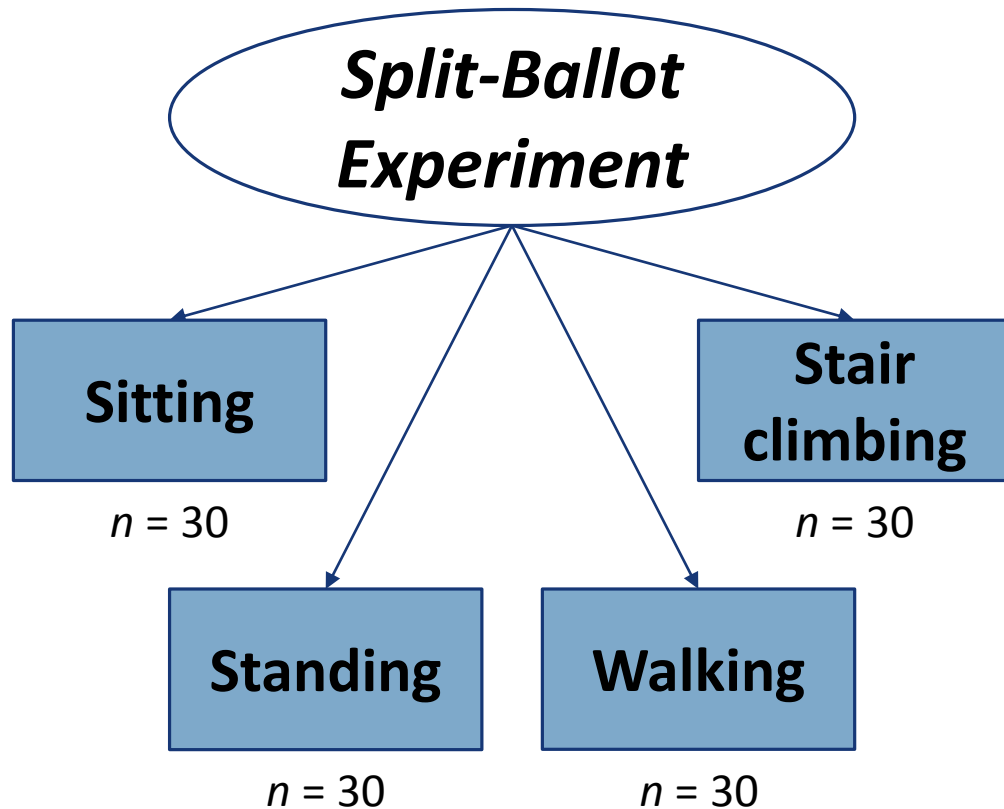 Split-Ballot
Experiment
Sitting
n = 30
Stair
climbing
n = 30
Standing
n = 30
Walking
n = 30